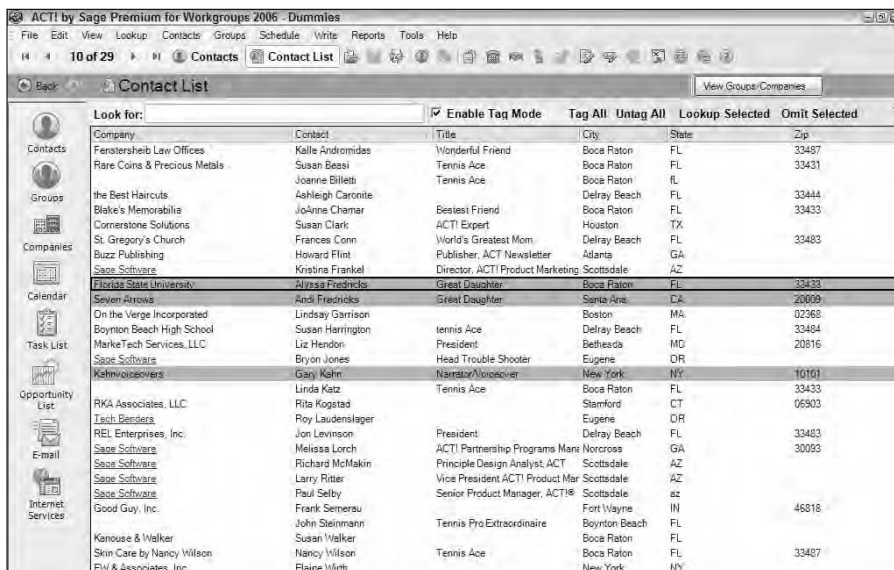 ACT! by Sage Premium for Workgroups 2006 - Dummies
File Edit View Lookup Contacts Groups Schedule Write Reports Tools Help
10 of 29 Contacts Contact List
Back Contact List View Groups/Companies
Look for: Enable Tag Mode Tag All Untag All Lookup Selected Omit Selected
Company Contact Title City State Zip
Fenstersheib Law Offices Kalle Andromidas Wonderful Friend Boca Raton FL 33487
Rare Coins & Precious Metals Susan Beasi Tennis Ace Boca Raton FL 33431
Joanne Billetti Tennis Ace Boca Raton fL
the Best Haircuts Ashleigh Caronite Delray Beach FL 33444
Blake's Memorabilia JoAnne Chamar Bestest Friend Boca Raton FL 33433
Cornerstone Solutions Susan Clark ACT! Expert Houston TX
St. Gregory's Church Frances Conn World's Greatest Mom Delray Beach FL 33483
Buzz Publishing Howard Flint Publisher, ACT Newsletter Atlanta GA
Sage Software Kristina Frankel Director, ACT! Product Marketing Scottsdale AZ
Florida State University Alyssa Fredricks Great Daughter Boca Raton FL 33433
Seven Arrows Andi Fredricks Great Daughter Santa Ana CA 20009
On the Verge Incorporated Lindsay Garrison Boston MA 02368
Boynton Beach High School Susan Harrington tennis Ace Delray Beach FL 33484
MarkeTech Services, LLC Liz Hendon President Bethesda MD 20816
Sage Software Bryon Jones Head Trouble Shooter Eugene OR
Kahnvoiceovers Gary Kahn Narrator/Voiceover New York NY 10101
Linda Katz Tennis Ace Boca Raton FL 33433
RKA Associates, LLC Rita Kogstad Stamford CT 06903
Tech Benders Roy Laudenslager Eugene OR
REL Enterprises, Inc. Jon Levinson President Delray Beach FL 33483
Sage Software Melissa Lorch ACT! Partnership Programs Mana Norcross GA 30093
Sage Software Richard McMakin Principle Design Analyst, ACT Scottsdale AZ
Sage Software Larry Ritter Vice President ACT! Product Mar Scottsdale AZ
Sage Software Paul Selby Senior Product Manager, ACT!® Scottsdale az
Good Guy, Inc. Frank Semerau Fort Wayne IN 46818
John Steinmann Tennis Pro Extraordinaire Boynton Beach FL
Kanouse & Walker Susan Walker Boca Raton FL
Skin Care by Nancy Wilson Nancy Wilson Tennis Ace Boca Raton FL 33487
EW & Associates, Inc. Elaine Wirth New York NY
Contacts
Groups
Companies
Calendar
Task List
Opportunity
List
E-mail
Internet
Services